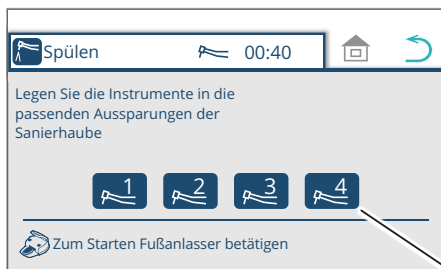 Spülen 00:40
Legen Sie die Instrumente in die
passenden Aussparungen der
Sanierhaube
1 2 3 4
Zum Starten Fußanlasser betätigen